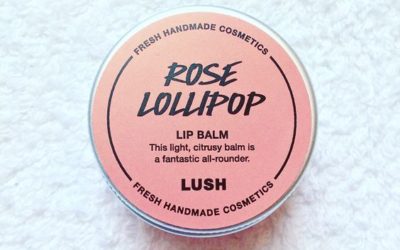 FRESH HANDMADE COSMETICS
ROSE
LOLLIPOP
LIP BALM
This light, citrusy balm is
a fantastic all-rounder.
LUSH
FRESH HANDMADE COSMETICS